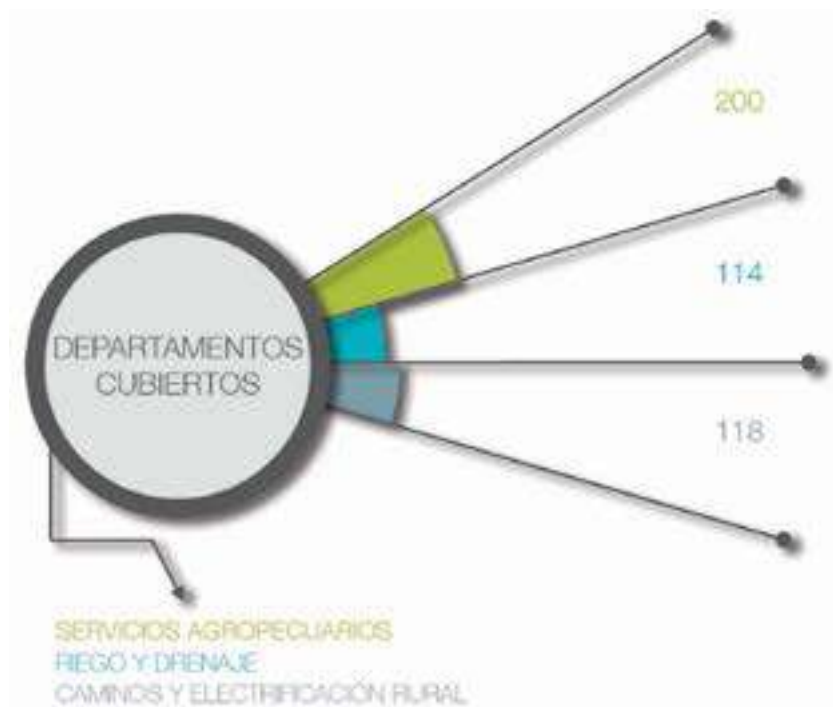 200
114
DEPARTAMENTOS
CUBIERTOS
118
SERVICIOS AGROPECUARIOS
RIEGO Y DRENAJE
CAMINOS Y ELECTRIFICACIÓN RURAL